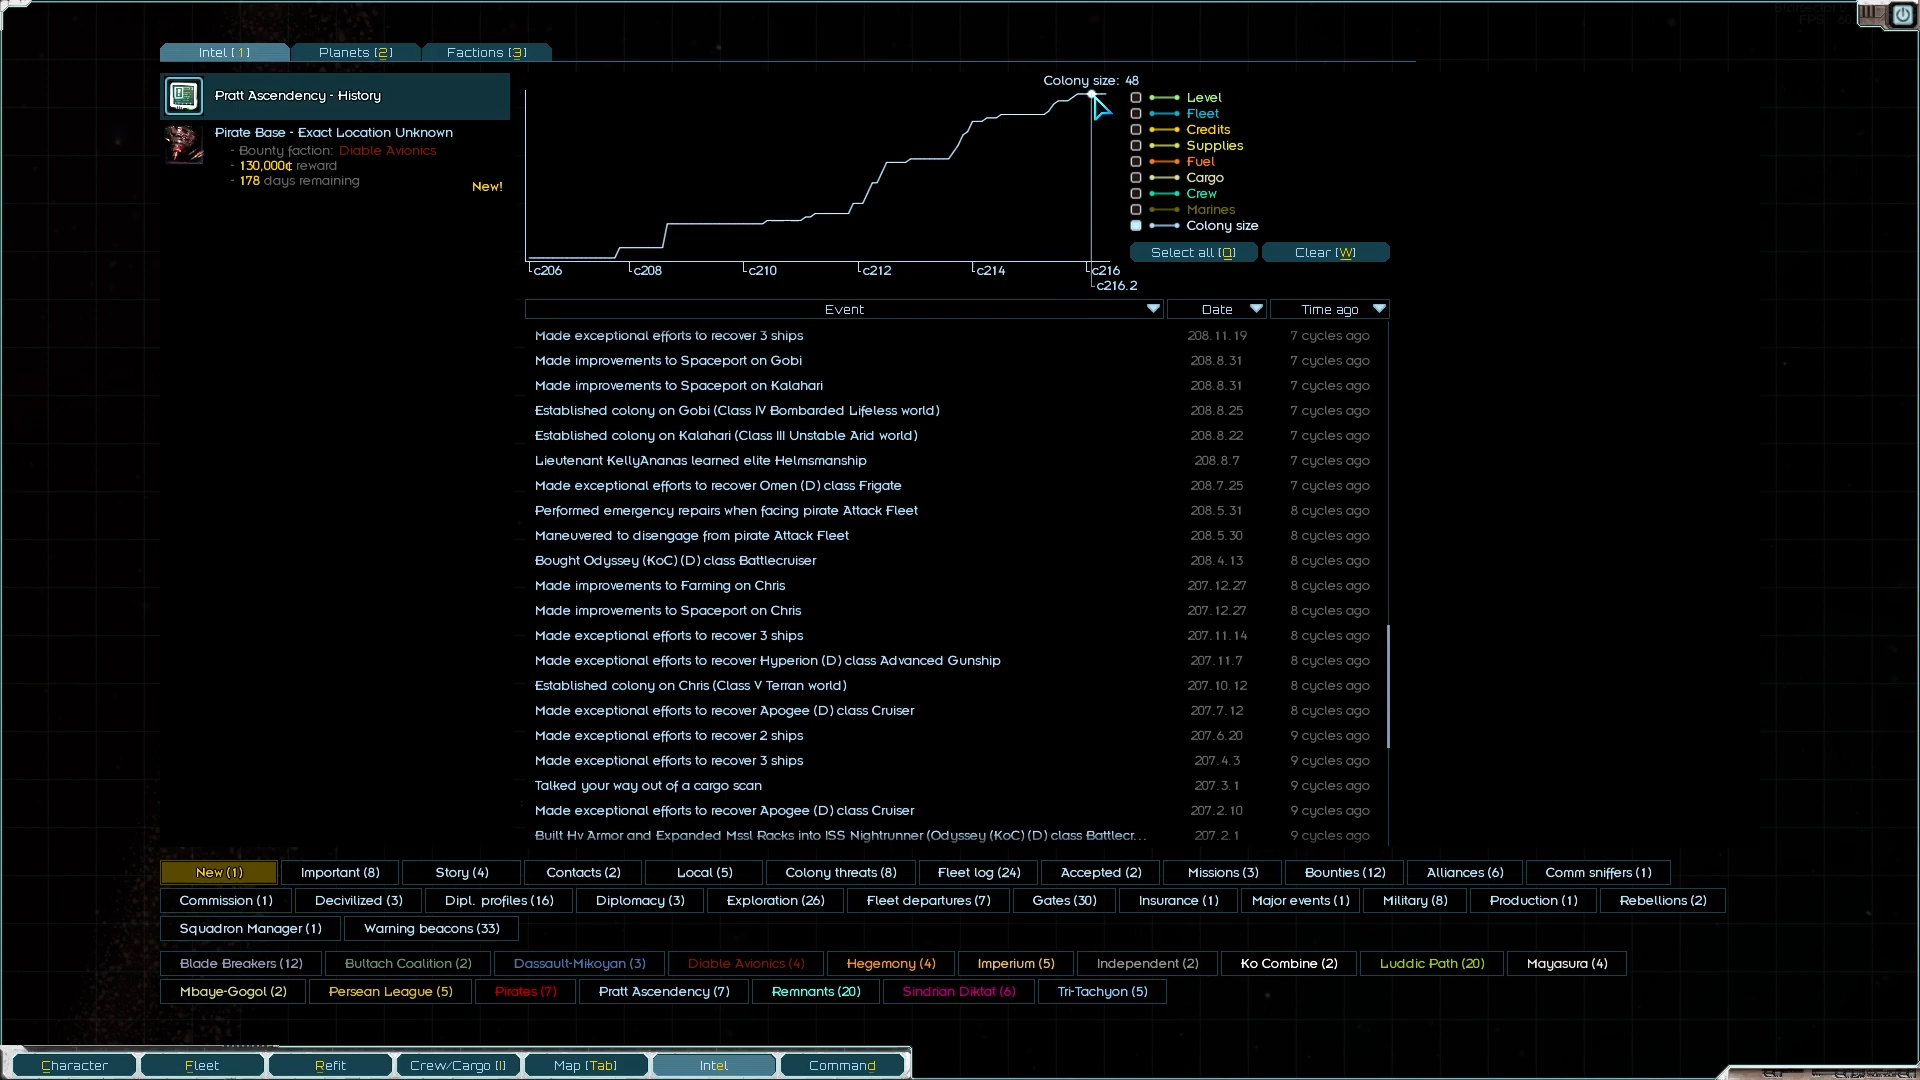 Intel [1]
Planets [2]
Factions [3]
Pratt Ascendency - History
Pirate Base - Exact Location Unknown
- Bounty faction: Diable Avionics
- 130,000¢ reward
- 178 days remaining
New!
Colony size: 48
Level
Fleet
Credits
Supplies
Fuel
Cargo
Crew
Marines
Colony size
Select all [Q]
Clear [W]
c206 c208 c210 c212 c214 c216
c216.2
Event Date Time ago
Made exceptional efforts to recover 3 ships 208.11.19 7 cycles ago
Made improvements to Spaceport on Gobi 208.8.31 7 cycles ago
Made improvements to Spaceport on Kalahari 208.8.31 7 cycles ago
Established colony on Gobi (Class IV Bombarded Lifeless world) 208.8.25 7 cycles ago
Established colony on Kalahari (Class III Unstable Arid world) 208.8.22 7 cycles ago
Lieutenant KellyAnanas learned elite Helmsmanship 208.8.7 7 cycles ago
Made exceptional efforts to recover Omen (D) class Frigate 208.7.25 7 cycles ago
Performed emergency repairs when facing pirate Attack Fleet 208.5.31 8 cycles ago
Maneuvered to disengage from pirate Attack Fleet 208.5.30 8 cycles ago
Bought Odyssey (KoC) (D) class Battlecruiser 208.4.13 8 cycles ago
Made improvements to Farming on Chris 207.12.27 8 cycles ago
Made improvements to Spaceport on Chris 207.12.27 8 cycles ago
Made exceptional efforts to recover 3 ships 207.11.14 8 cycles ago
Made exceptional efforts to recover Hyperion (D) class Advanced Gunship 207.11.7 8 cycles ago
Established colony on Chris (Class V Terran world) 207.10.12 8 cycles ago
Made exceptional efforts to recover Apogee (D) class Cruiser 207.7.12 8 cycles ago
Made exceptional efforts to recover 2 ships 207.6.20 9 cycles ago
Made exceptional efforts to recover 3 ships 207.4.3 9 cycles ago
Talked your way out of a cargo scan 207.3.1 9 cycles ago
Made exceptional efforts to recover Apogee (D) class Cruiser 207.2.10 9 cycles ago
Built Hv Armor and Expanded Mssl Racks into ISS Nightrunner (Odyssey (KoC) (D) class Battlecr... 207.2.1 9 cycles ago
New (1) Important (8) Story (4) Contacts (2) Local (5) Colony threats (8) Fleet log (24) Accepted (2) Missions (3) Bounties (12) Alliances (6) Comm sniffers (1)
Commission (1) Decivilized (3) Dipl. profiles (16) Diplomacy (3) Exploration (26) Fleet departures (7) Gates (30) Insurance (1) Major events (1) Military (8) Production (1) Rebellions (2)
Squadron Manager (1) Warning beacons (33)
Blade Breakers (12) Bultach Coalition (2) Dassault-Mikoyan (3) Diable Avionics (4) Hegemony (4) Imperium (5) Independent (2) Ko Combine (2) Luddic Path (20) Mayasura (4)
Mbaye-Gogol (2) Persean League (5) Pirates (7) Pratt Ascendency (7) Remnants (20) Sindrian Diktat (6) Tri-Tachyon (5)
Character Fleet Refit Crew/Cargo [I] Map [Tab] Intel Command